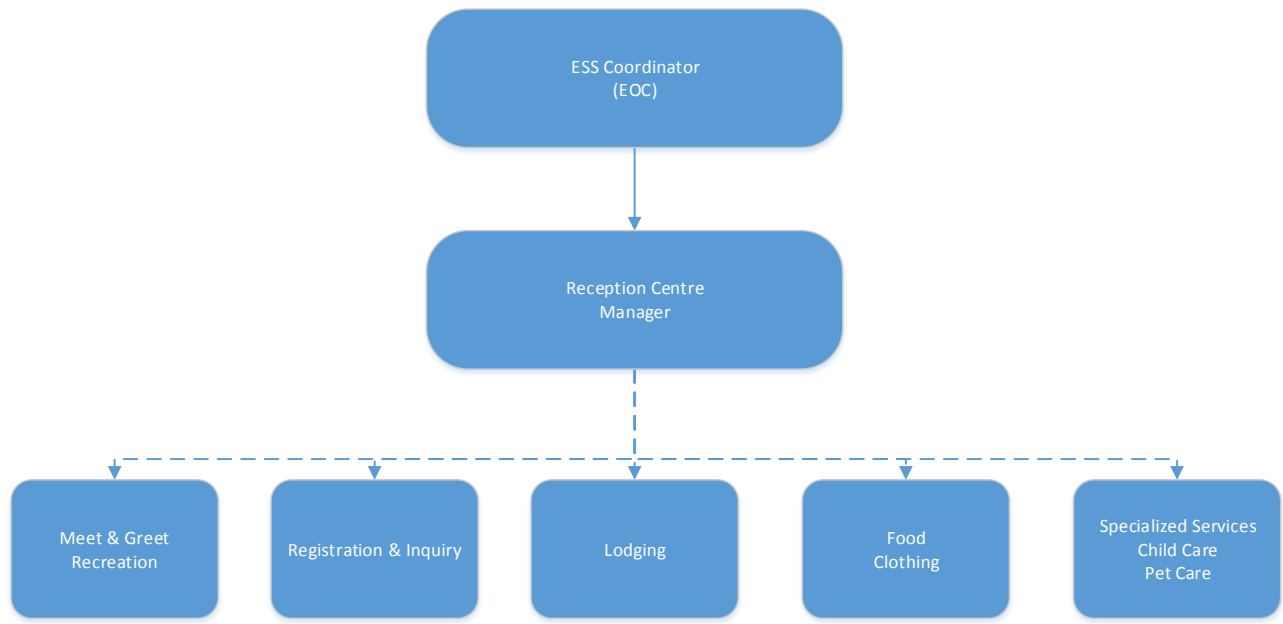 ESS Coordinator
(EOC)
Reception Centre
Manager
Meet & Greet
Recreation
Registration & Inquiry
Lodging
Food
Clothing
Specialized Services
Child Care
Pet Care